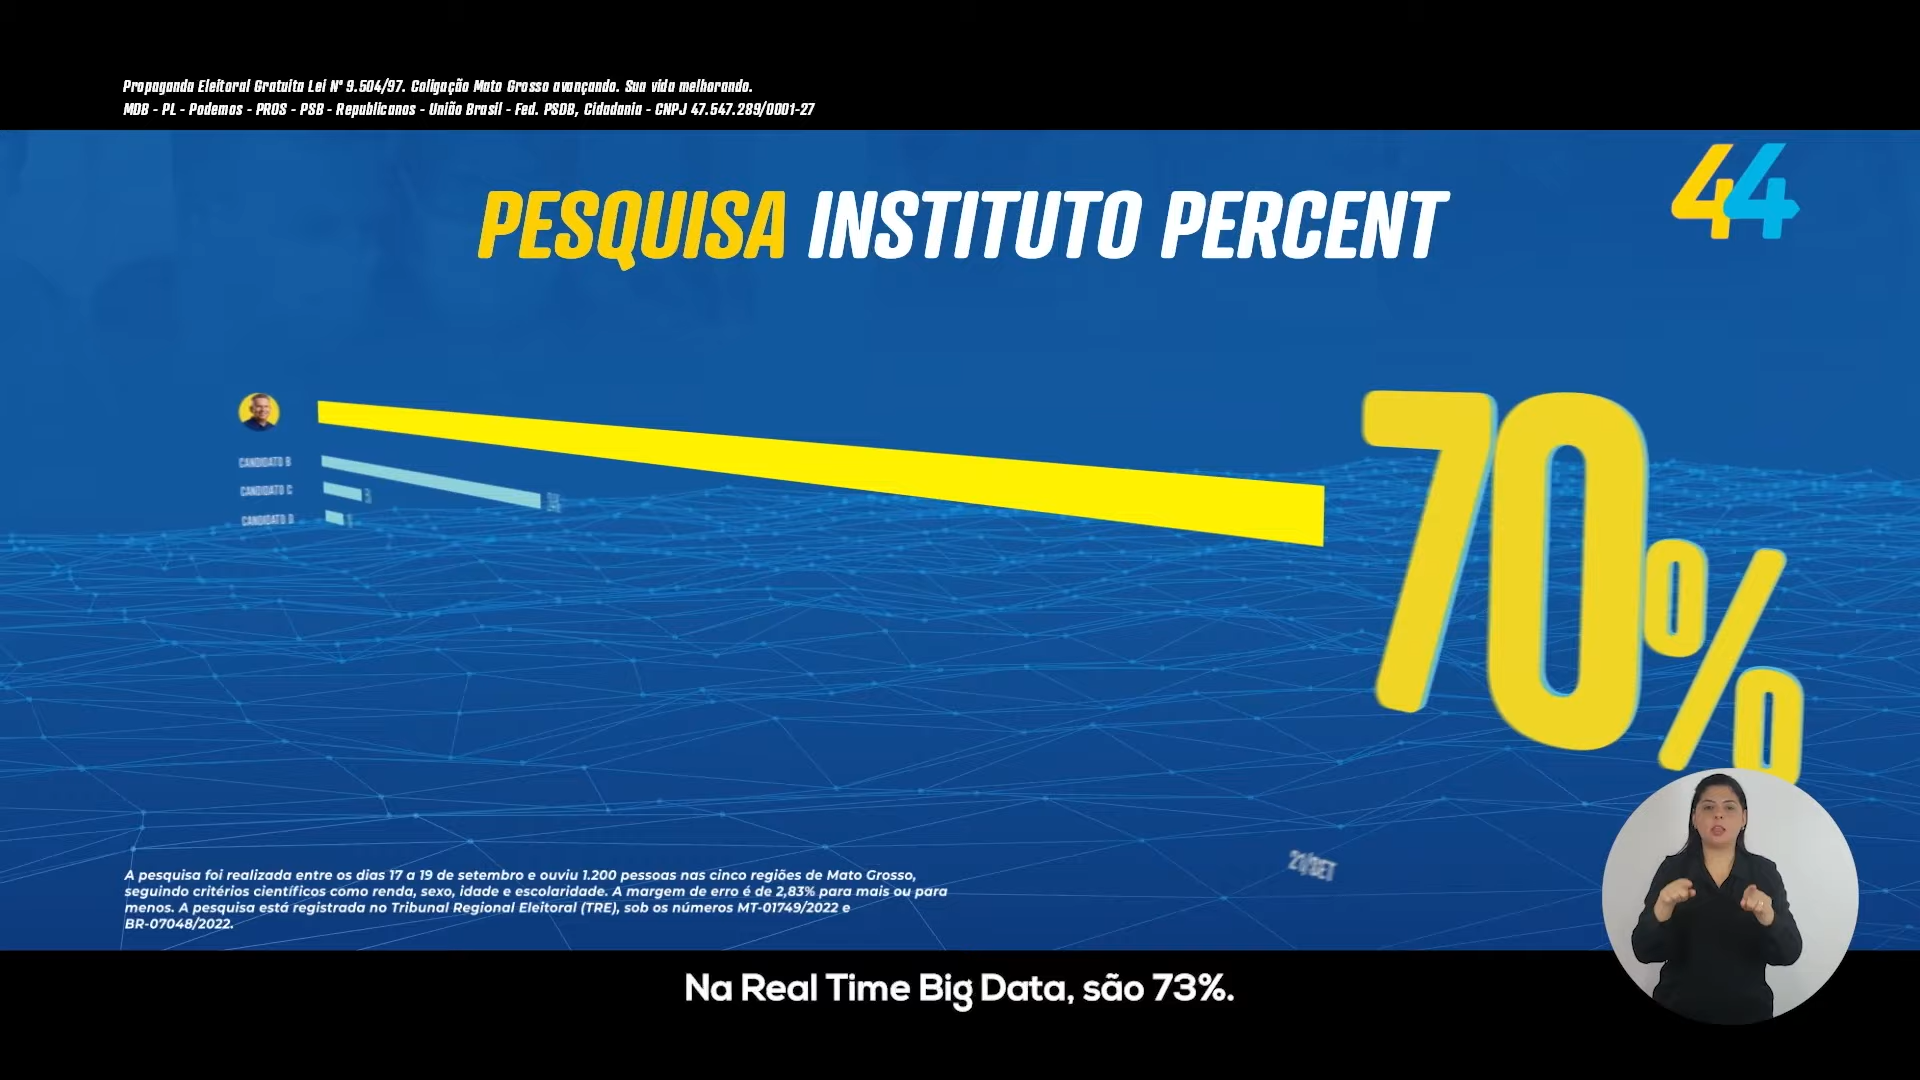 Propaganda Eleitoral Gratuita Lei Nº 9.504/97. Coligação Mato Grosso avançando. Sua vida melhorando.
MDB - PL - Podemos - PROS - PSB - Republicanos - União Brasil - Fed. PSDB, Cidadania - CNPJ 47.547.289/0001-27
44
PESQUISA INSTITUTO PERCENT
70%
CANDIDATO B
CANDIDATO C
3
CANDIDATO D
1
21/SET
A pesquisa foi realizada entre os dias 17 a 19 de setembro e ouviu 1.200 pessoas nas cinco regiões de Mato Grosso,
seguindo critérios científicos como renda, sexo, idade e escolaridade. A margem de erro é de 2,83% para mais ou para
menos. A pesquisa está registrada no Tribunal Regional Eleitoral (TRE), sob os números MT-01749/2022 e
BR-07048/2022.
Na Real Time Big Data, são 73%.